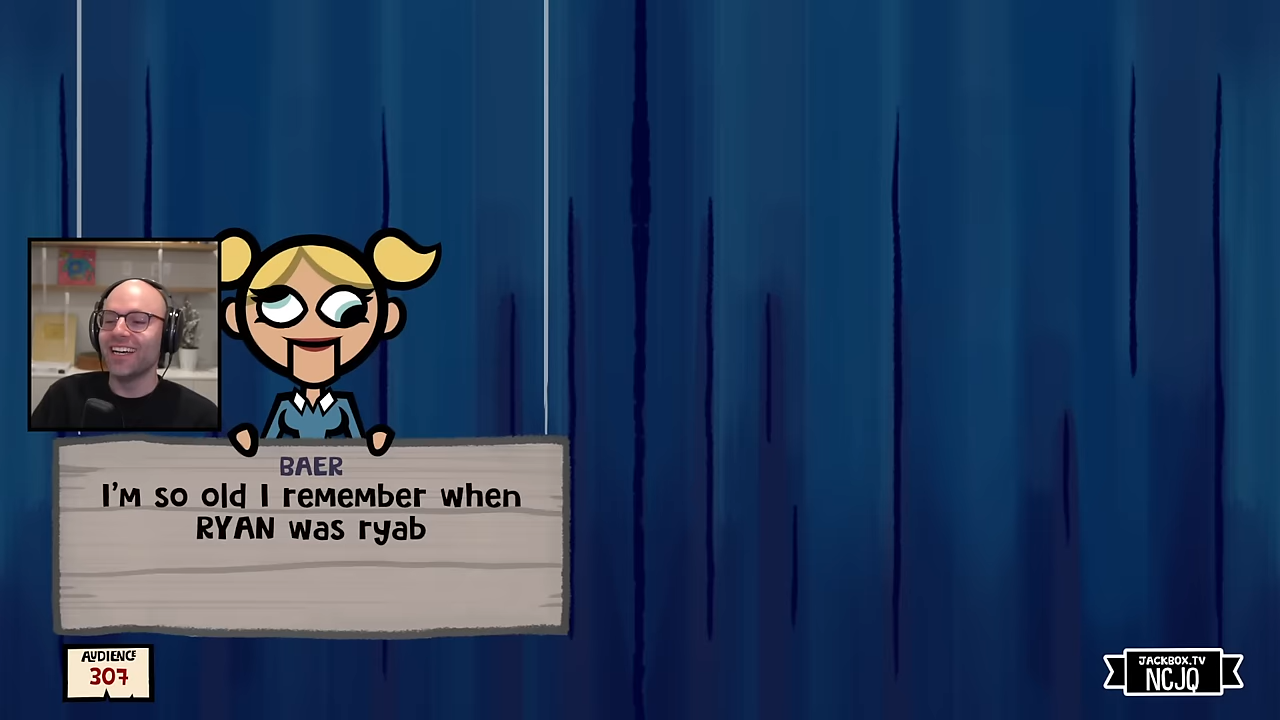 BAER
I'm so old I remember when
RYAN was ryab
AUDIENCE
307
JACKBOX.TV
NCJQ